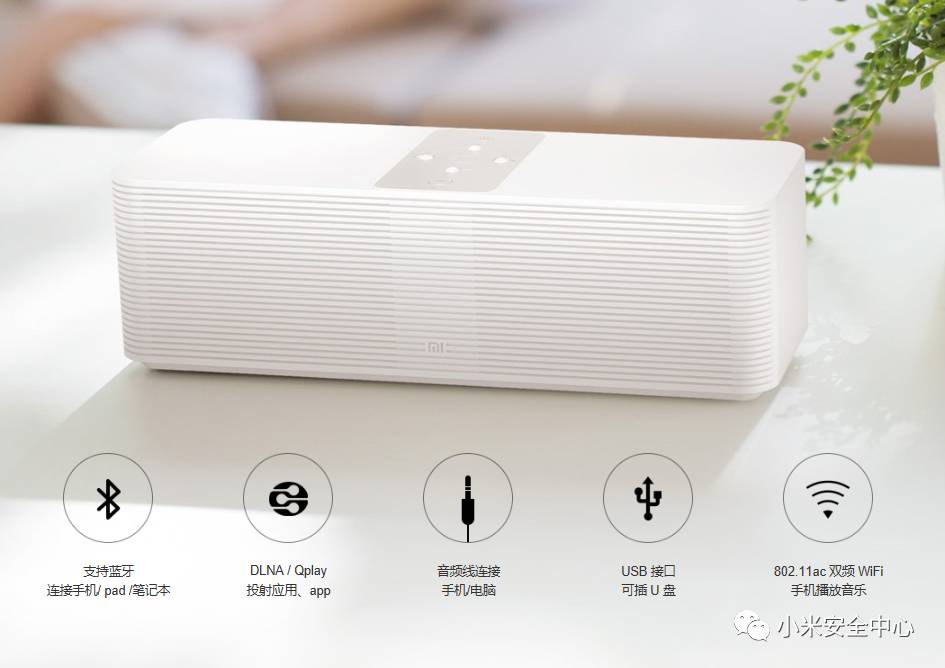 mi
支持蓝牙
连接手机/ pad /笔记本
DLNA / Qplay
投射应用、app
音频线连接
手机/电脑
USB 接口
可插 U 盘
802.11ac 双频 WiFi
手机播放音乐
小米安全中心